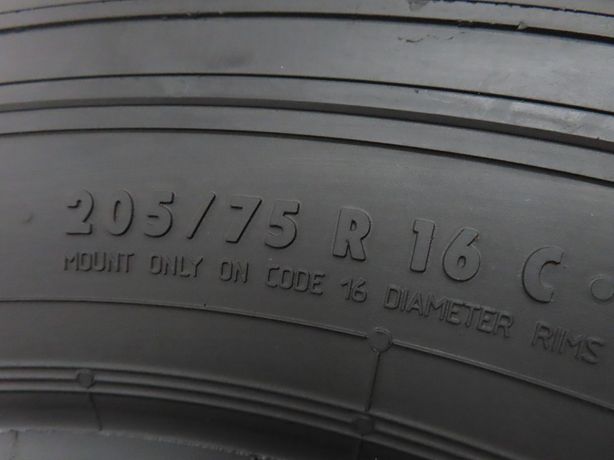 205/75 R 16 C
MOUNT ONLY ON CODE 16 DIAMETER RIMS